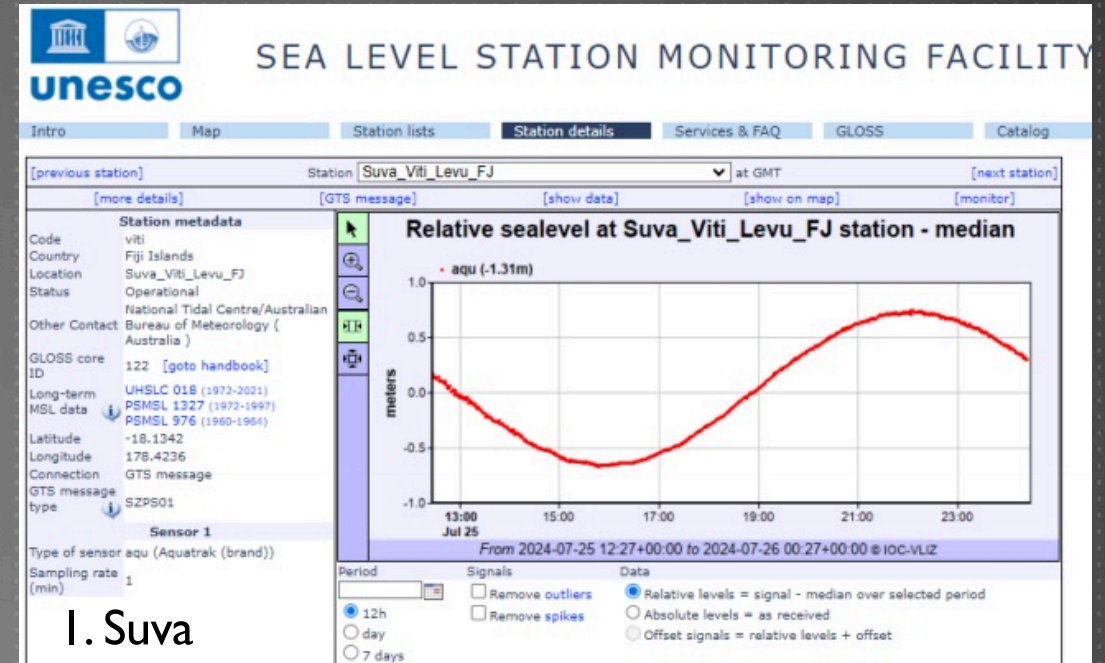 unesco
SEA LEVEL STATION MONITORING FACILITY
Intro Map Station lists Station details Services & FAQ GLOSS Catalog
[previous station] Station Suva_Viti_Levu_FJ at GMT [next station]
[more details] [GTS message] [show data] [show on map] [monitor]
Station metadata
Code viti
Country Fiji Islands
Location Suva_Viti_Levu_FJ
Status Operational
Other Contact National Tidal Centre/Australian
Bureau of Meteorology (
Australia )
GLOSS core
ID 122 [goto handbook]
Long-term
MSL data i UHSLC 018 (1972-2021)
PSMSL 1327 (1972-1997)
PSMSL 976 (1960-1964)
Latitude -18.1342
Longitude 178.4236
Connection GTS message
GTS message
type i SZPS01
Sensor 1
Type of sensor aqu (Aquatrak (brand))
Sampling rate
(min) 1
1. Suva
Relative sealevel at Suva_Viti_Levu_FJ station - median
aqu (-1.31m)
1.0
0.5
0.0
-0.5
-1.0
meters
13:00 15:00 17:00 19:00 21:00 23:00
Jul 25
From 2024-07-25 12:27+00:00 to 2024-07-26 00:27+00:00 © IOC-VLIZ
Period Signals Data
Remove outliers Relative levels = signal - median over selected period
12h Remove spikes Absolute levels = as received
day Offset signals = relative levels + offset
7 days